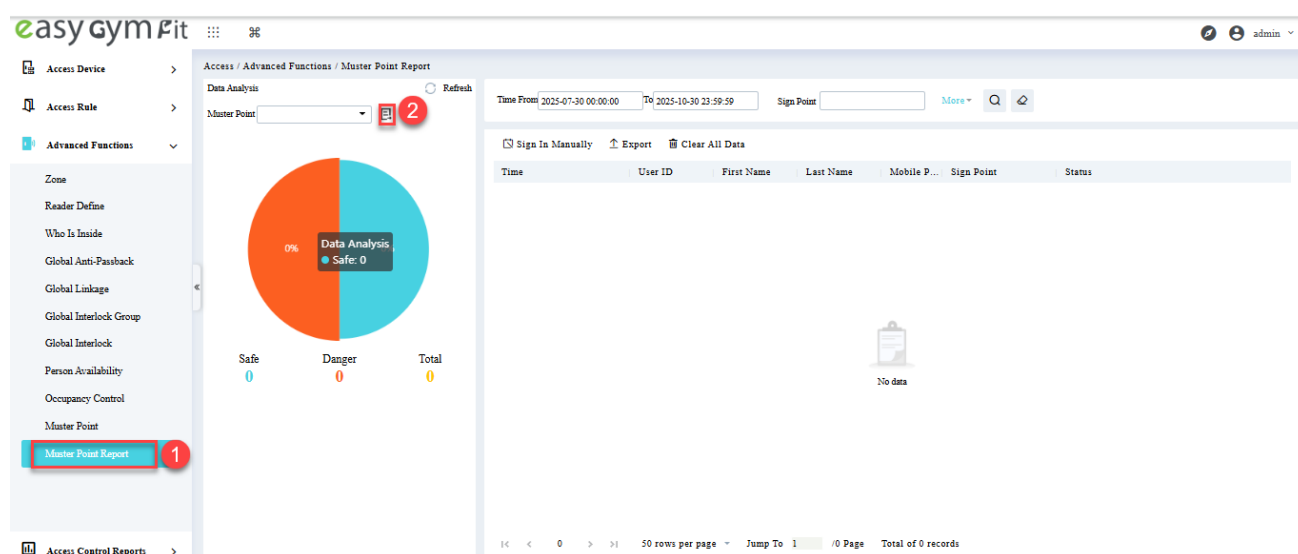 easy Gym Fit
admin
Access Device
Access Rule
Advanced Functions
Zone
Reader Define
Who Is Inside
Global Anti-Passback
Global Linkage
Global Interlock Group
Global Interlock
Person Availability
Occupancy Control
Muster Point
Muster Point Report 1
Access Control Reports
Access / Advanced Functions / Muster Point Report
Data Analysis Refresh
Muster Point 2
0% Data Analysis
Safe: 0
Safe Danger Total
0 0 0
Time From 2025-07-30 00:00:00 To 2025-10-30 23:59:59 Sign Point More
Sign In Manually Export Clear All Data
Time User ID First Name Last Name Mobile P... Sign Point Status
No data
0 50 rows per page Jump To 1 /0 Page Total of 0 records